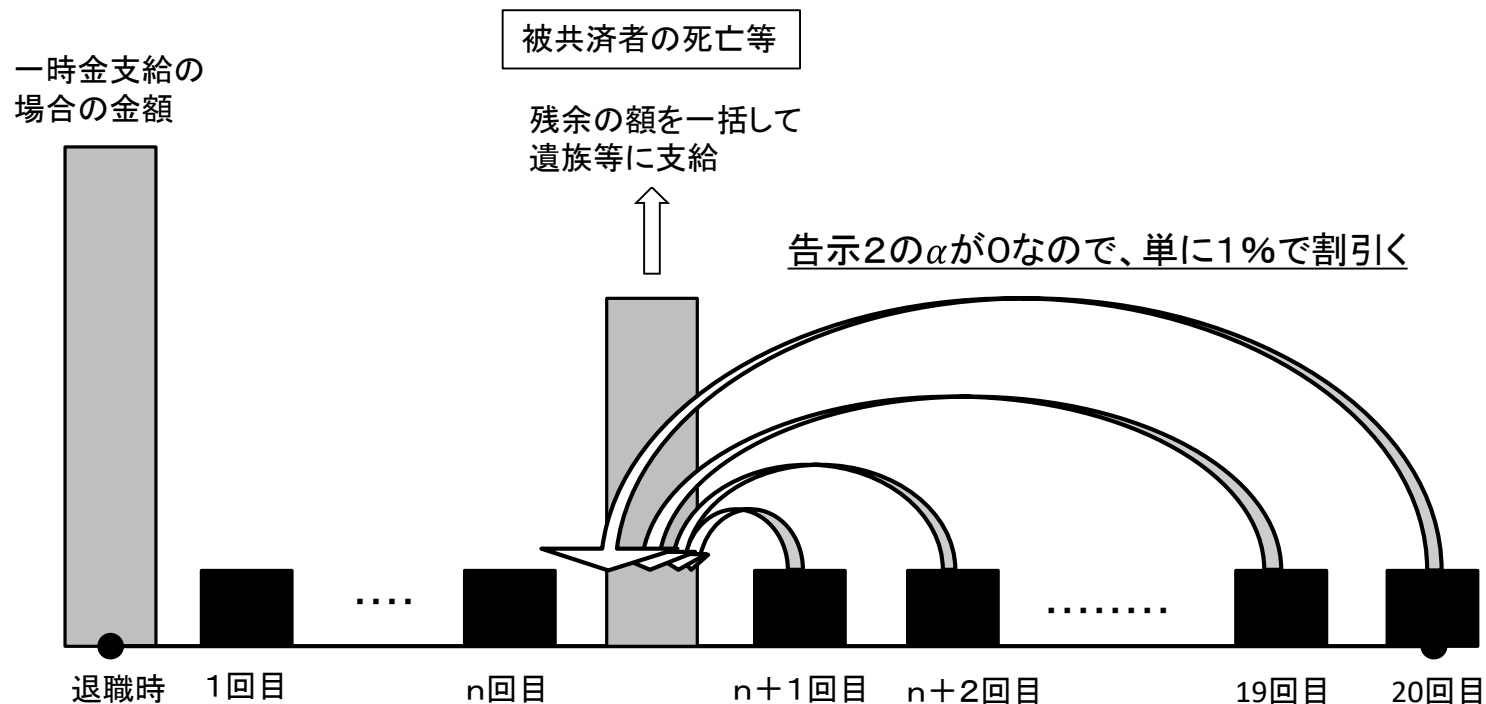 被共済者の死亡等
一時金支給の
場合の金額
残余の額を一括して
遺族等に支給
告示2のαが0なので、単に1%で割引く
････
････････
退職時
1回目
n回目
n+1回目
n+2回目
19回目
20回目